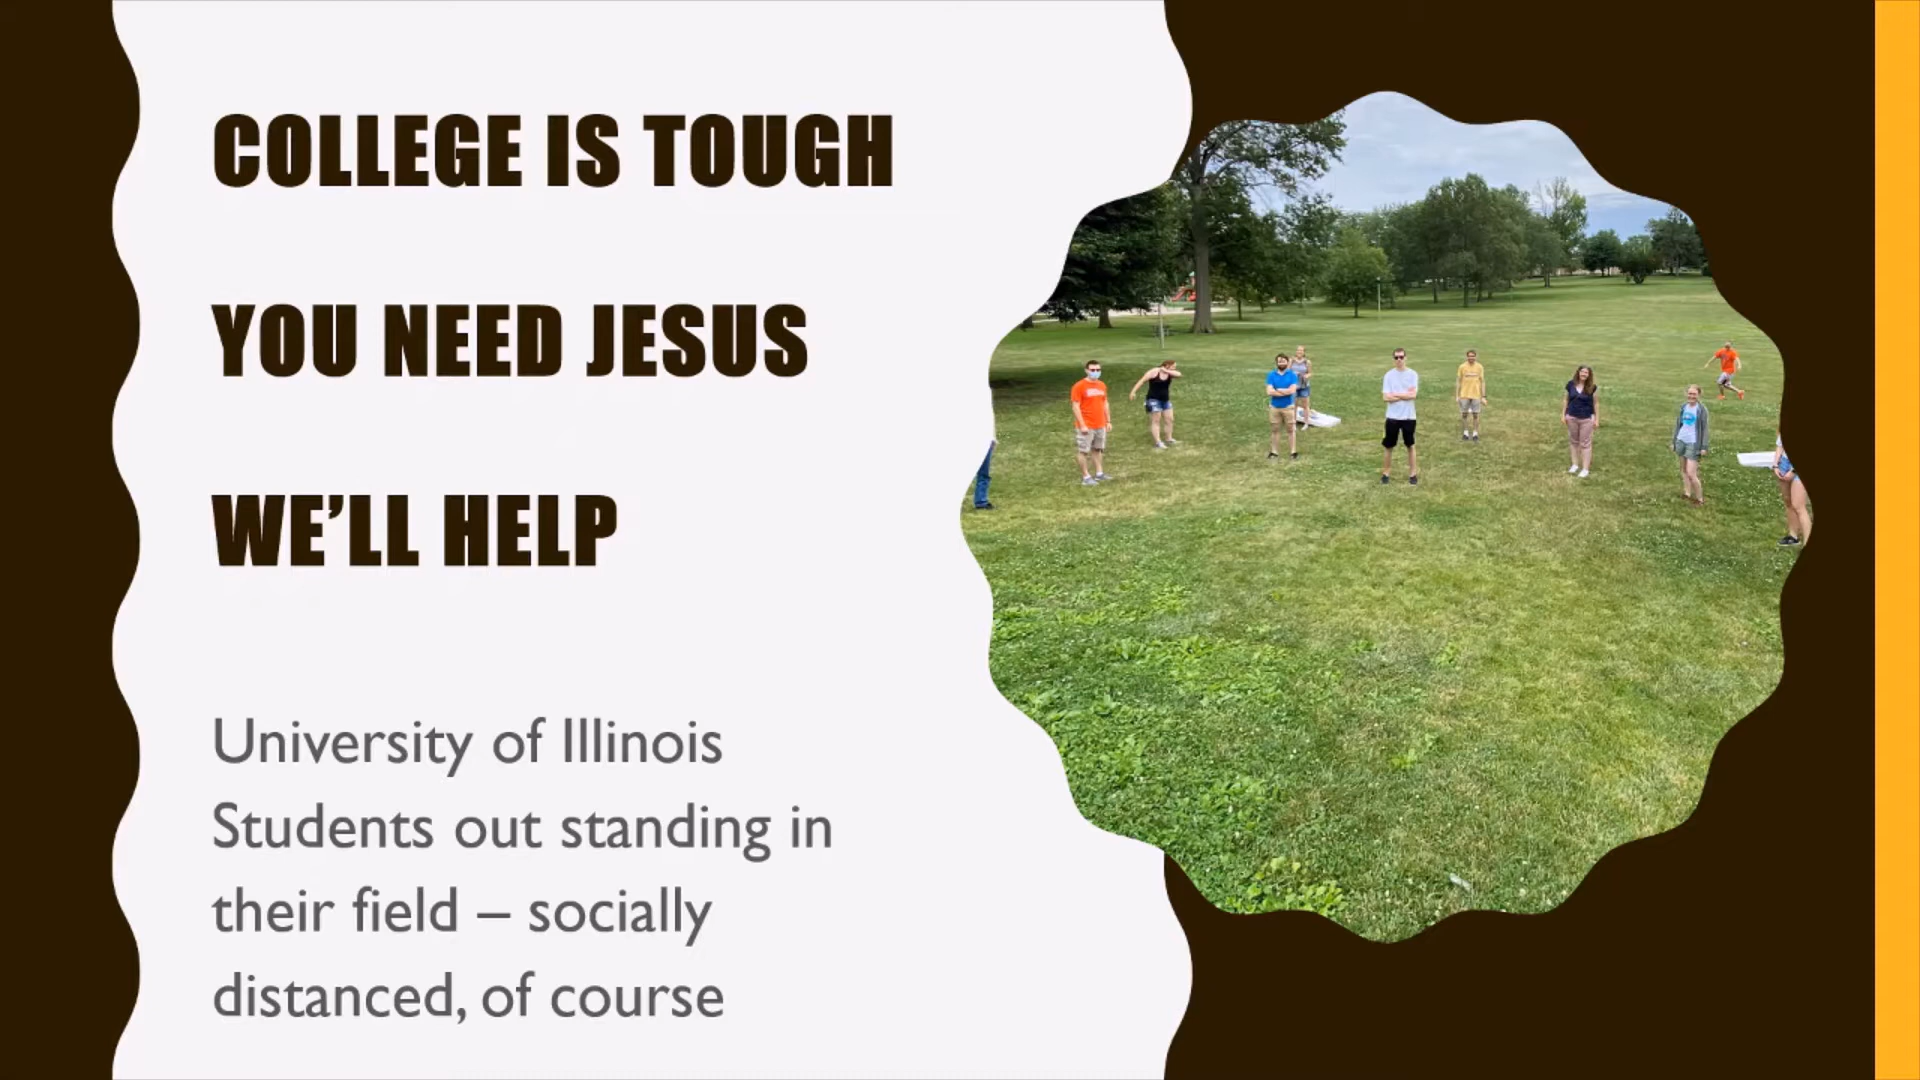 COLLEGE IS TOUGH
YOU NEED JESUS
WE'LL HELP
University of Illinois
Students out standing in
their field – socially
distanced, of course